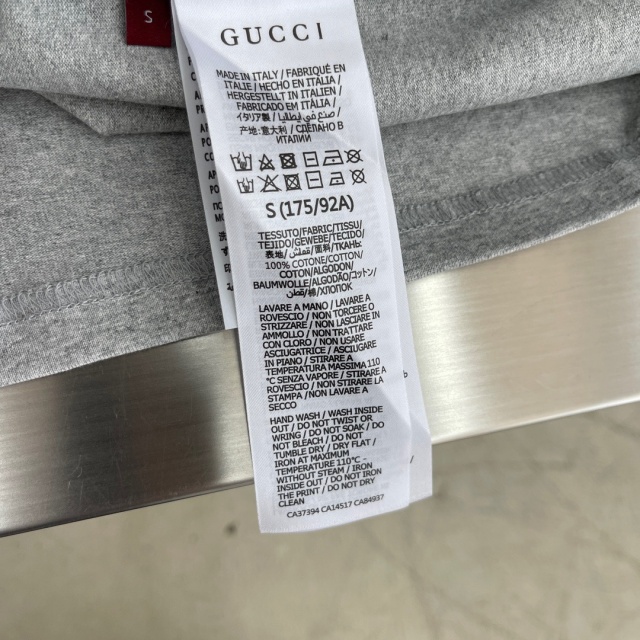 S
GUCCI
MADE IN ITALY / FABRIQUÉ EN
ITALIE / HECHO EN ITALIA /
HERGESTELLT IN ITALIEN /
FABRICADO EM ITÁLIA /
イタリア製 / صنع في إيطاليا /
产地:意大利 / СДЕЛАНО В
ИТАЛИИ
S (175/92A)
TESSUTO/FABRIC/TISSU/
TEJIDO/GEWEBE/TECIDO/
表地/قماش/面料/ТКАНЬ:
100% COTONE/COTTON/
COTON/ALGODON/
BAUMWOLLE/ALGODÃO/コットン/
قطن/棉/ХЛОПОК
LAVARE A MANO / LAVARE A
ROVESCIO / NON TORCERE O
STRIZZARE / NON LASCIARE IN
AMMOLLO / NON TRATTARE
CON CLORO / NON USARE
ASCIUGATRICE / ASCIUGARE
IN PIANO / STIRARE A
TEMPERATURA MASSIMA 110
°C SENZA VAPORE / STIRARE A
ROVESCIO / NON STIRARE LA
STAMPA /NON LAVARE A
SECCO
HAND WASH / WASH INSIDE
OUT / DO NOT TWIST OR
WRING / DO NOT SOAK / DO
NOT BLEACH / DO NOT
TUMBLE DRY / DRY FLAT /
IRON AT MAXIMUM
TEMPERATURE 110°C -
WITHOUT STEAM / IRON
INSIDE OUT / DO NOT IRON
THE PRINT / DO NOT DRY
CLEAN
CA37394 CA14517 CA84937